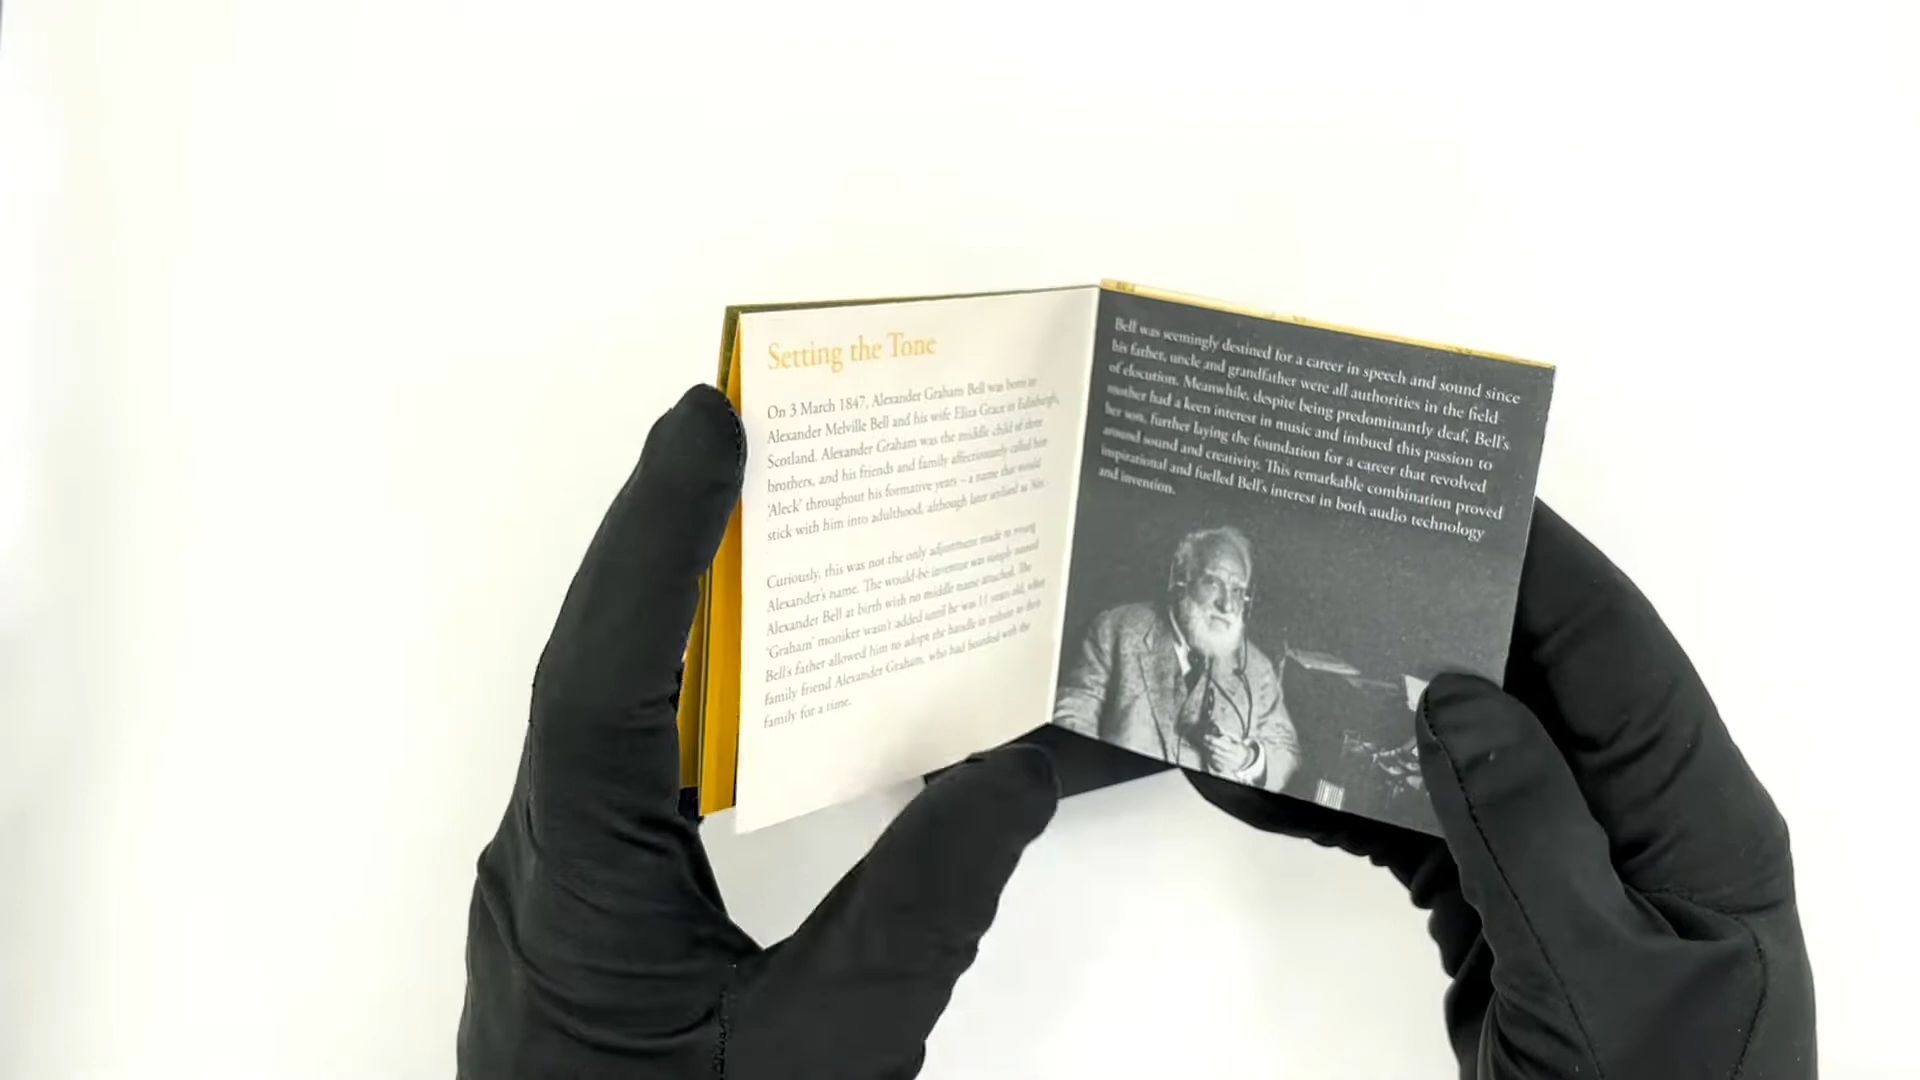 Setting the Tone
On 3 March 1847, Alexander Graham Bell was born to
Alexander Melville Bell and his wife Eliza Grace in Edinburgh,
Scotland. Alexander Graham was the middle child of three
brothers, and his friends and family affectionately called him
'Aleck' throughout his formative years – a name that would
stick with him into adulthood, although later stylised as 'Alec'.
Curiously, this was not the only adjustment made to young
Alexander's name. The would-be inventor was simply named
Alexander Bell at birth with no middle name attached. The
'Graham' moniker wasn't added until he was 11 years old, when
Bell's father allowed him to adopt the handle in tribute to their
family friend Alexander Graham, who had boarded with the
family for a time.
Bell was seemingly destined for a career in speech and sound since
his father, uncle and grandfather were all authorities in the field
of elocution. Meanwhile, despite being predominantly deaf, Bell's
mother had a keen interest in music and imbued this passion to
her son, further laying the foundation for a career that revolved
around sound and creativity. This remarkable combination proved
inspirational and fuelled Bell's interest in both audio technology
and invention.